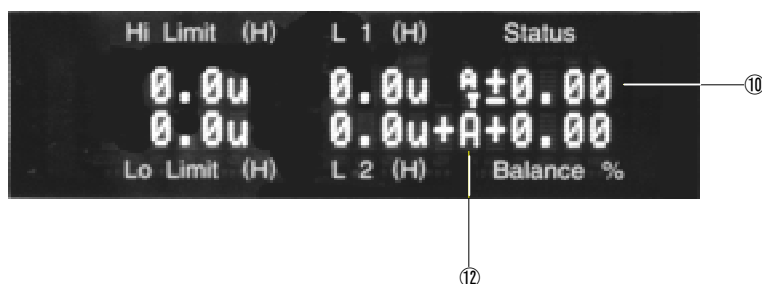 Hi Limit (H) L 1 (H) Status
0.0u 0.0u AT±0.00 ⑩
0.0u 0.0u+A+0.00
Lo Limit (H) L 2 (H) Balance %
⑫